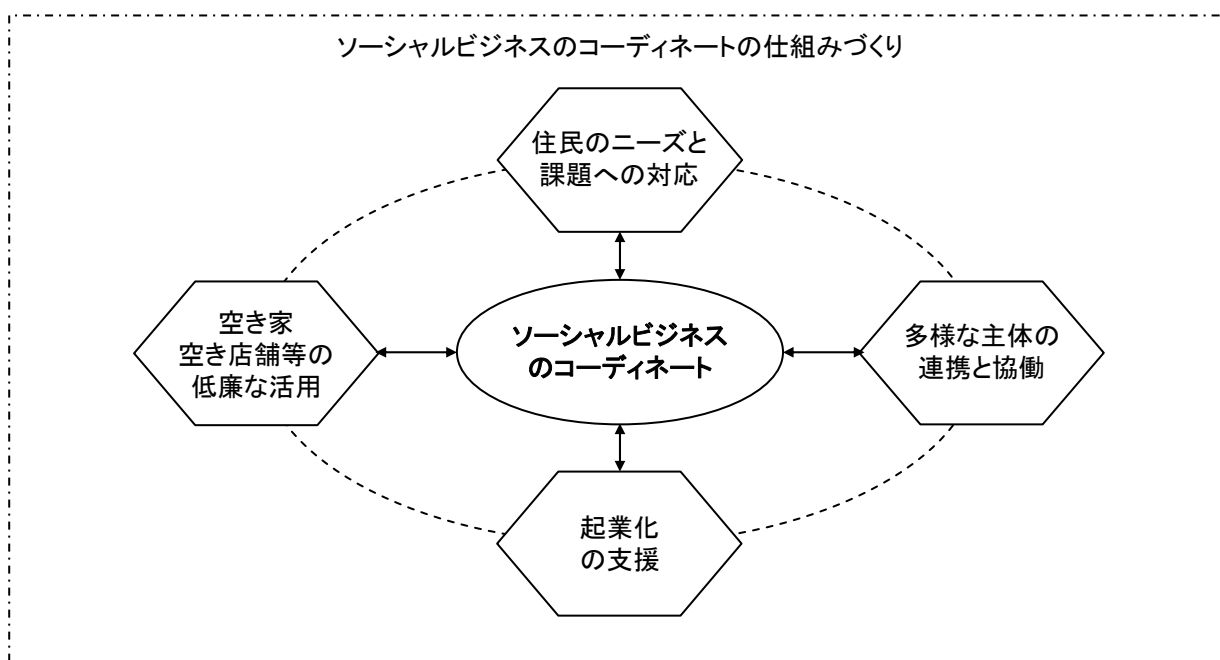 ソーシャルビジネスのコーディネートの仕組みづくり
住民のニーズと
課題への対応
空き家
空き店舗等の
低廉な活用
ソーシャルビジネス
のコーディネート
多様な主体の
連携と協働
起業化
の支援